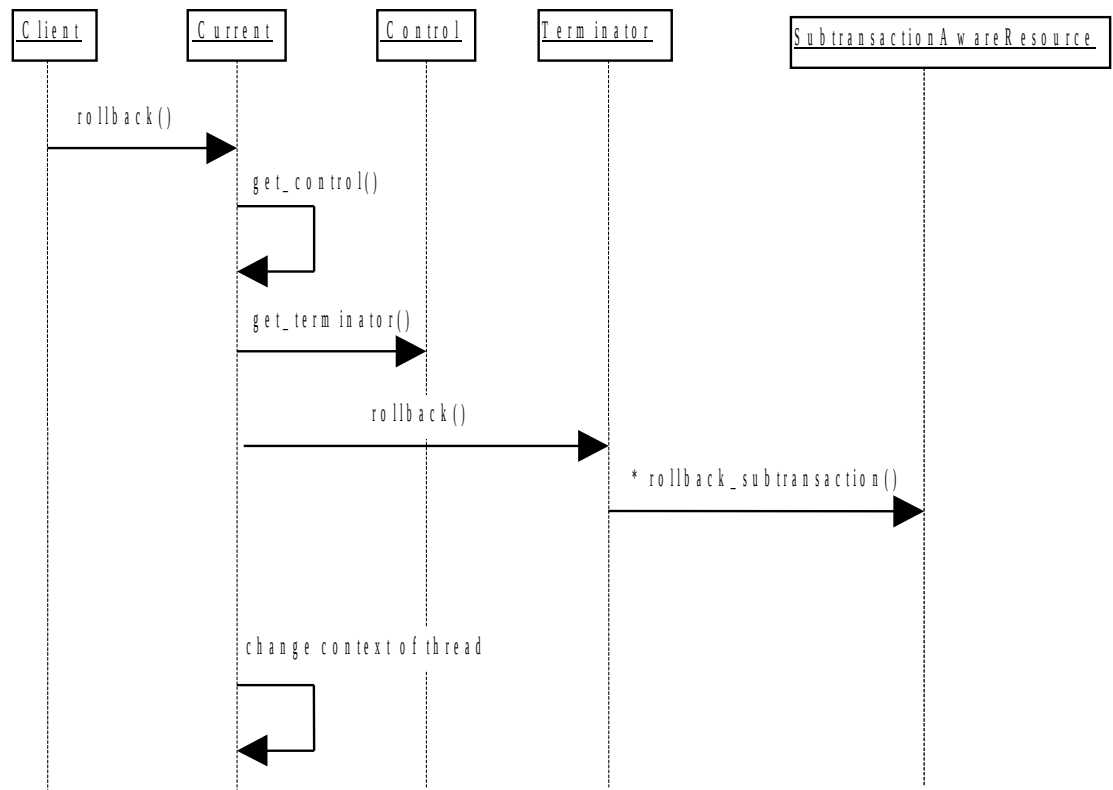 Client
Current
Control
Terminator
SubtransactionAwareResource
rollback()
get_control()
get_terminator()
rollback()
* rollback_subtransaction()
change context of thread